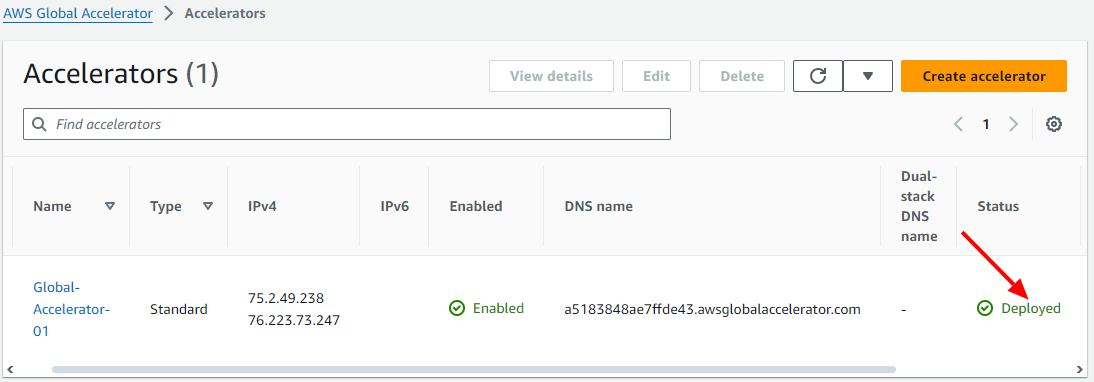 AWS Global Accelerator > Accelerators
Accelerators (1)
View details
Edit
Delete
Create accelerator
Find accelerators
1
Name
Type
IPv4
IPv6
Enabled
DNS name
Dual-
stack
DNS
name
Status
Global-
Accelerator-
01
Standard
75.2.49.238
76.223.73.247
Enabled
a5183848ae7ffde43.awsglobalaccelerator.com
-
Deployed